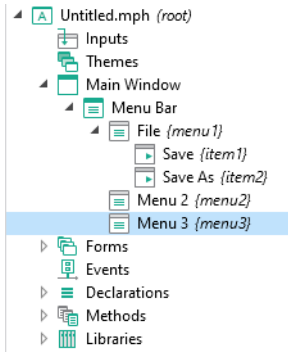 Untitled.mph (root)
Inputs
Themes
Main Window
Menu Bar
File {menu1}
Save {item1}
Save As {item2}
Menu 2 {menu2}
Menu 3 {menu3}
Forms
Events
Declarations
Methods
Libraries